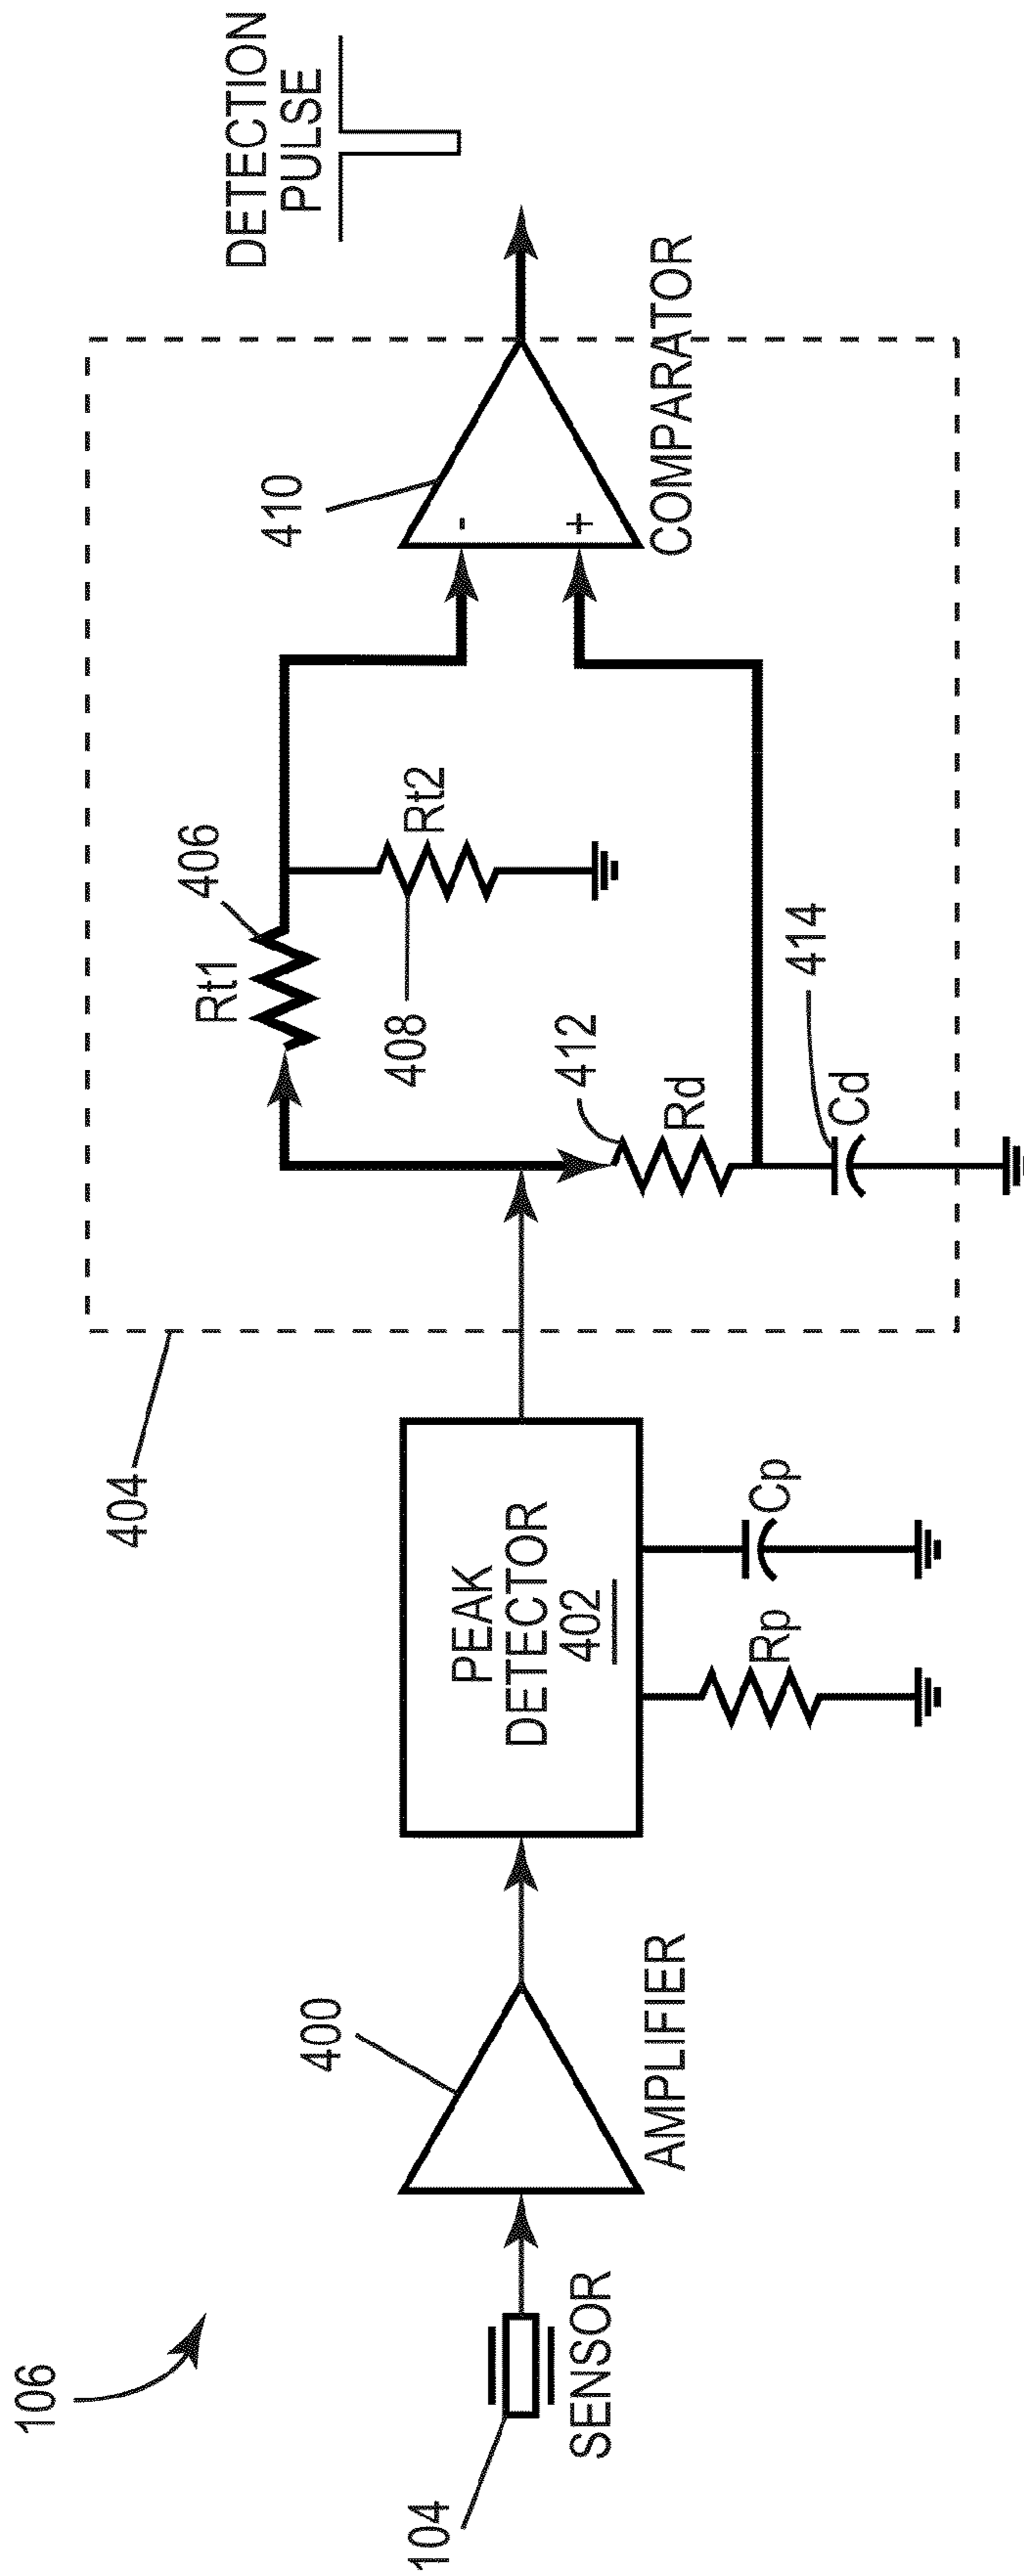 106
104
SENSOR
400
AMPLIFIER
PEAK
DETECTOR
402
Rp
Cp
404
Rt1
406
408
Rt2
412
Rd
414
Cd
410
-
+
COMPARATOR
DETECTION
PULSE